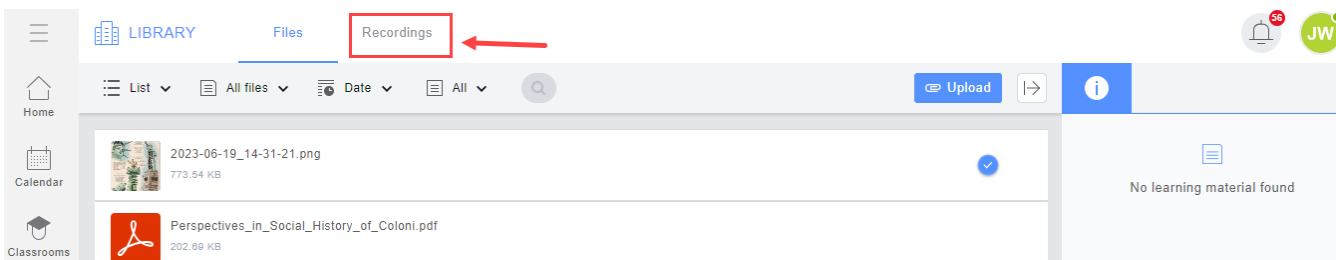 LIBRARY Files Recordings 56 JW
List All files Date All Upload
Home
Calendar
Classrooms
2023-06-19_14-31-21.png
773.54 KB
Perspectives_in_Social_History_of_Coloni.pdf
202.69 KB
No learning material found